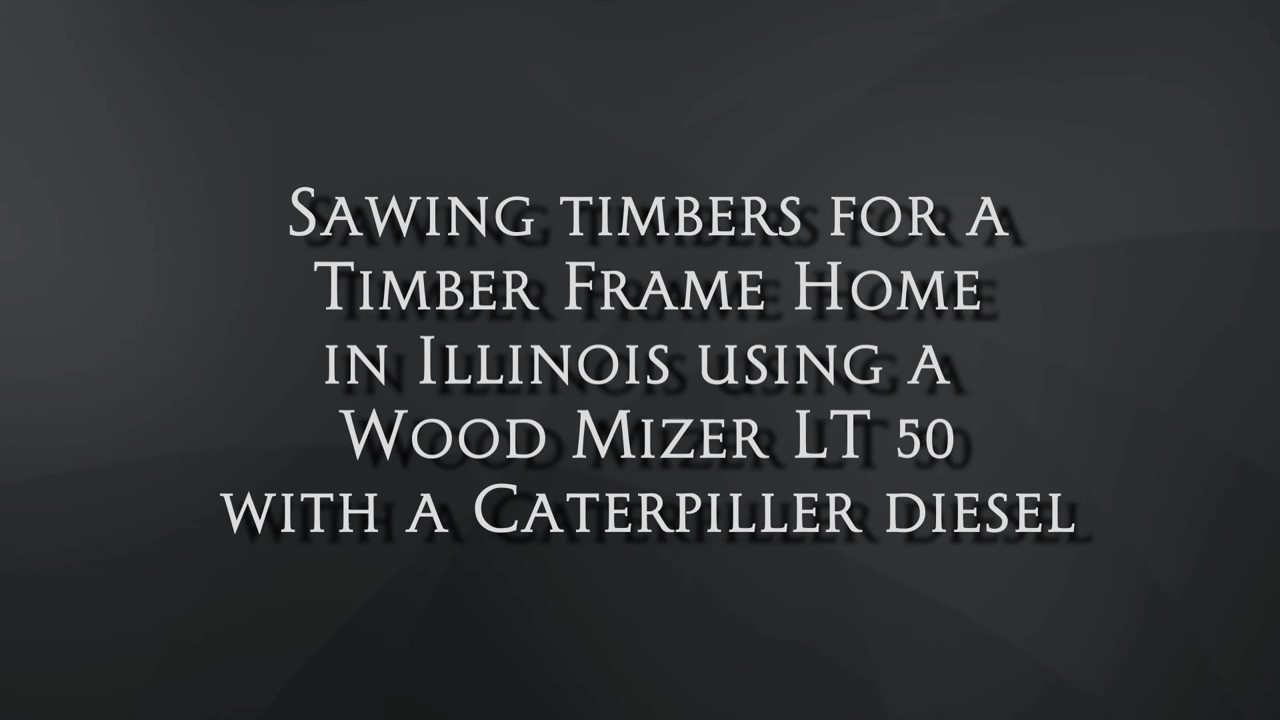 Sawing timbers for a
Timber Frame Home
in Illinois using a
Wood Mizer LT 50
with a Caterpiller diesel